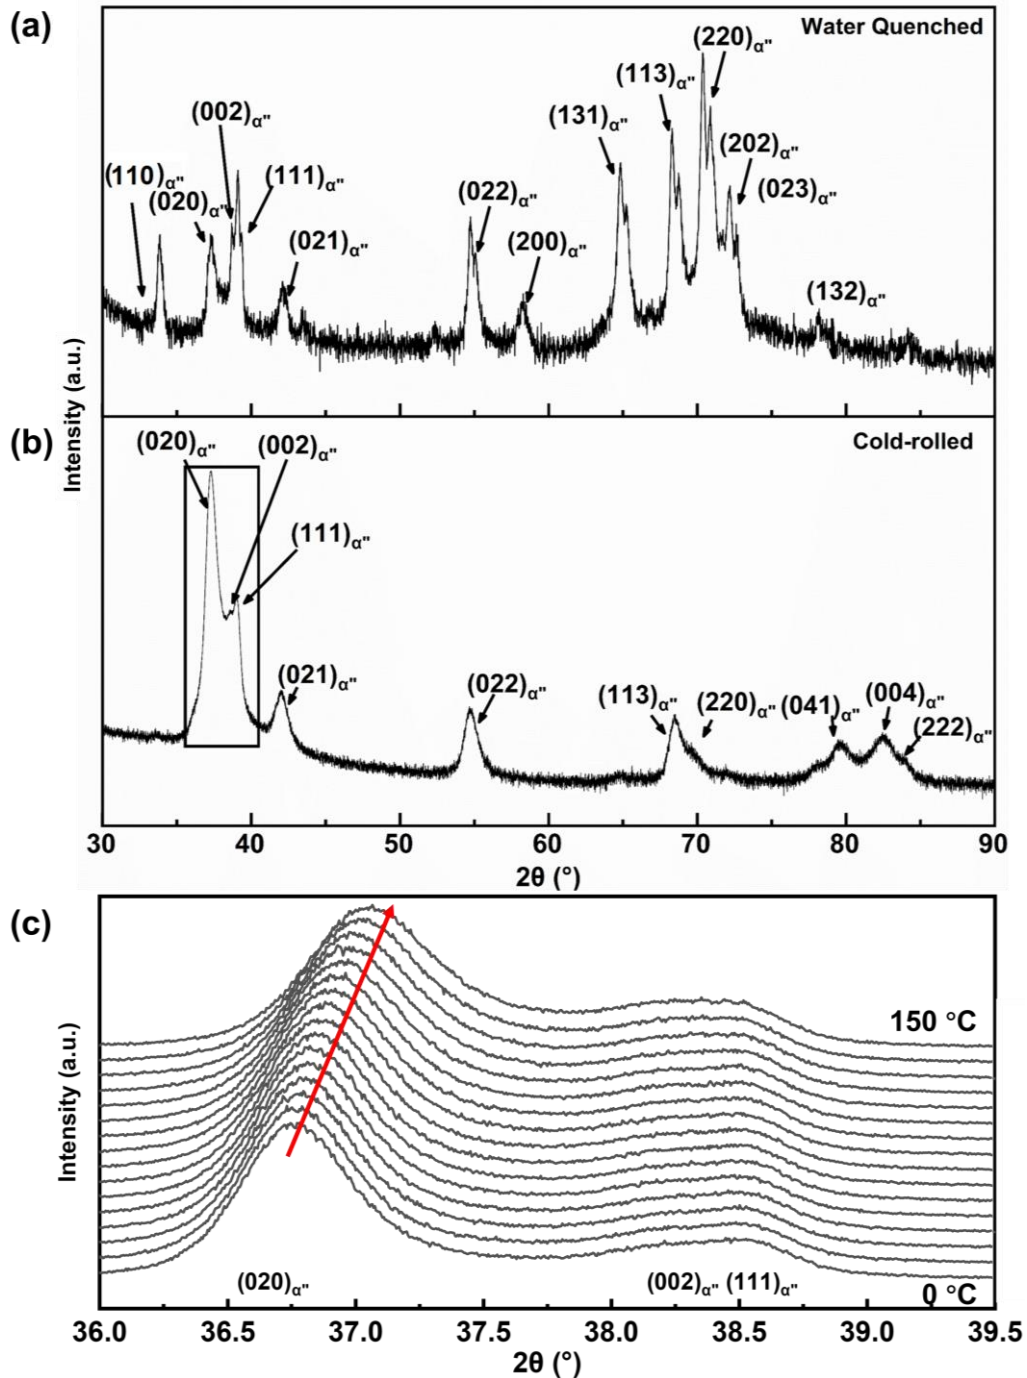 (a)
Water Quenched
(220)α"
(113)α"
(002)α"
(131)α"
(202)α"
(110)α"
(111)α"
(023)α"
(020)α"
(022)α"
(021)α"
(200)α"
(132)α"
Intensity (a.u.)
(b)
Cold-rolled
(020)α"
(002)α"
(111)α"
(021)α"
(022)α"
(113)α"
(220)α"
(041)α"
(004)α"
(222)α"
30 40 50 60 70 80 90
2θ (°)
(c)
150 °C
Intensity (a.u.)
(020)α"
(002)α" (111)α"
0 °C
36.0 36.5 37.0 37.5 38.0 38.5 39.0 39.5
2θ (°)